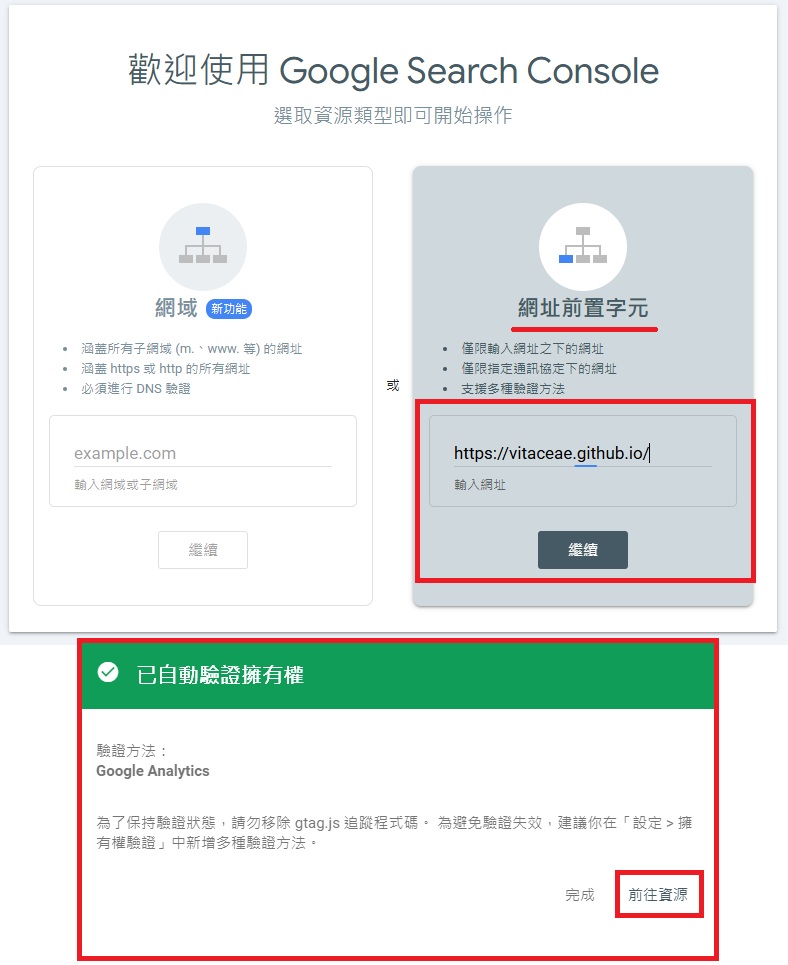 歡迎使用 Google Search Console
選取資源類型即可開始操作
網域 新功能
涵蓋所有子網域 (m.、www. 等) 的網址
涵蓋 https 或 http 的所有網址
必須進行 DNS 驗證
example.com
輸入網域或子網域
繼續
或
網址前置字元
僅限輸入網址之下的網址
僅限指定通訊協定下的網址
支援多種驗證方法
https://vitaceae.github.io/
輸入網址
繼續
已自動驗證擁有權
驗證方法：
Google Analytics
為了保持驗證狀態，請勿移除 gtag.js 追蹤程式碼。 為避免驗證失效，建議你在「設定 > 擁
有權驗證」中新增多種驗證方法。
完成
前往資源